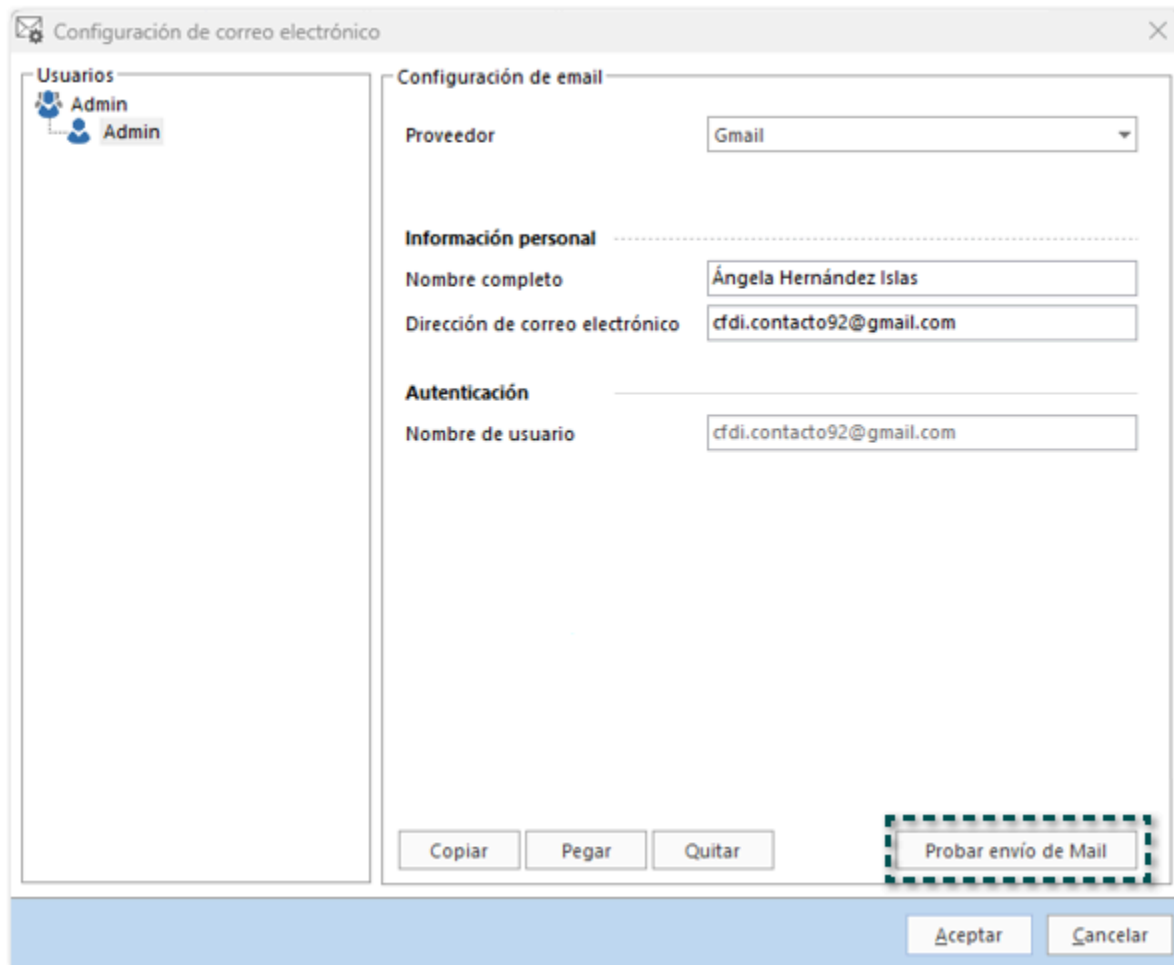 Configuración de correo electrónico
Usuarios
Admin
Admin
Configuración de email
Proveedor Gmail
Información personal
Nombre completo Ángela Hernández Islas
Dirección de correo electrónico cfdi.contacto92@gmail.com
Autenticación
Nombre de usuario cfdi.contacto92@gmail.com
Copiar Pegar Quitar Probar envío de Mail
Aceptar Cancelar